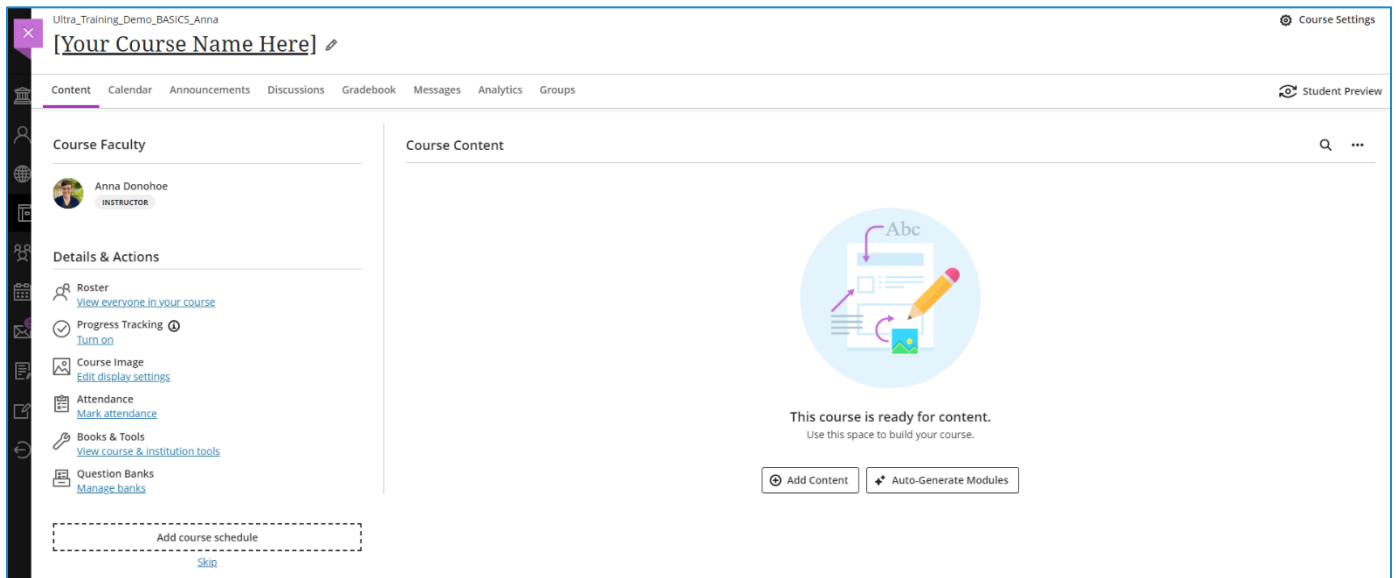 Ultra_Training_Demo_BASICS_Anna
Course Settings
[Your Course Name Here]
Content Calendar Announcements Discussions Gradebook Messages Analytics Groups
Student Preview
Course Faculty
Anna Donohoe
INSTRUCTOR
Details & Actions
Roster
View everyone in your course
Progress Tracking
Turn on
Course Image
Edit display settings
Attendance
Mark attendance
Books & Tools
View course & institution tools
Question Banks
Manage banks
Add course schedule
Skip
Course Content
Abc
This course is ready for content.
Use this space to build your course.
Add Content
Auto-Generate Modules